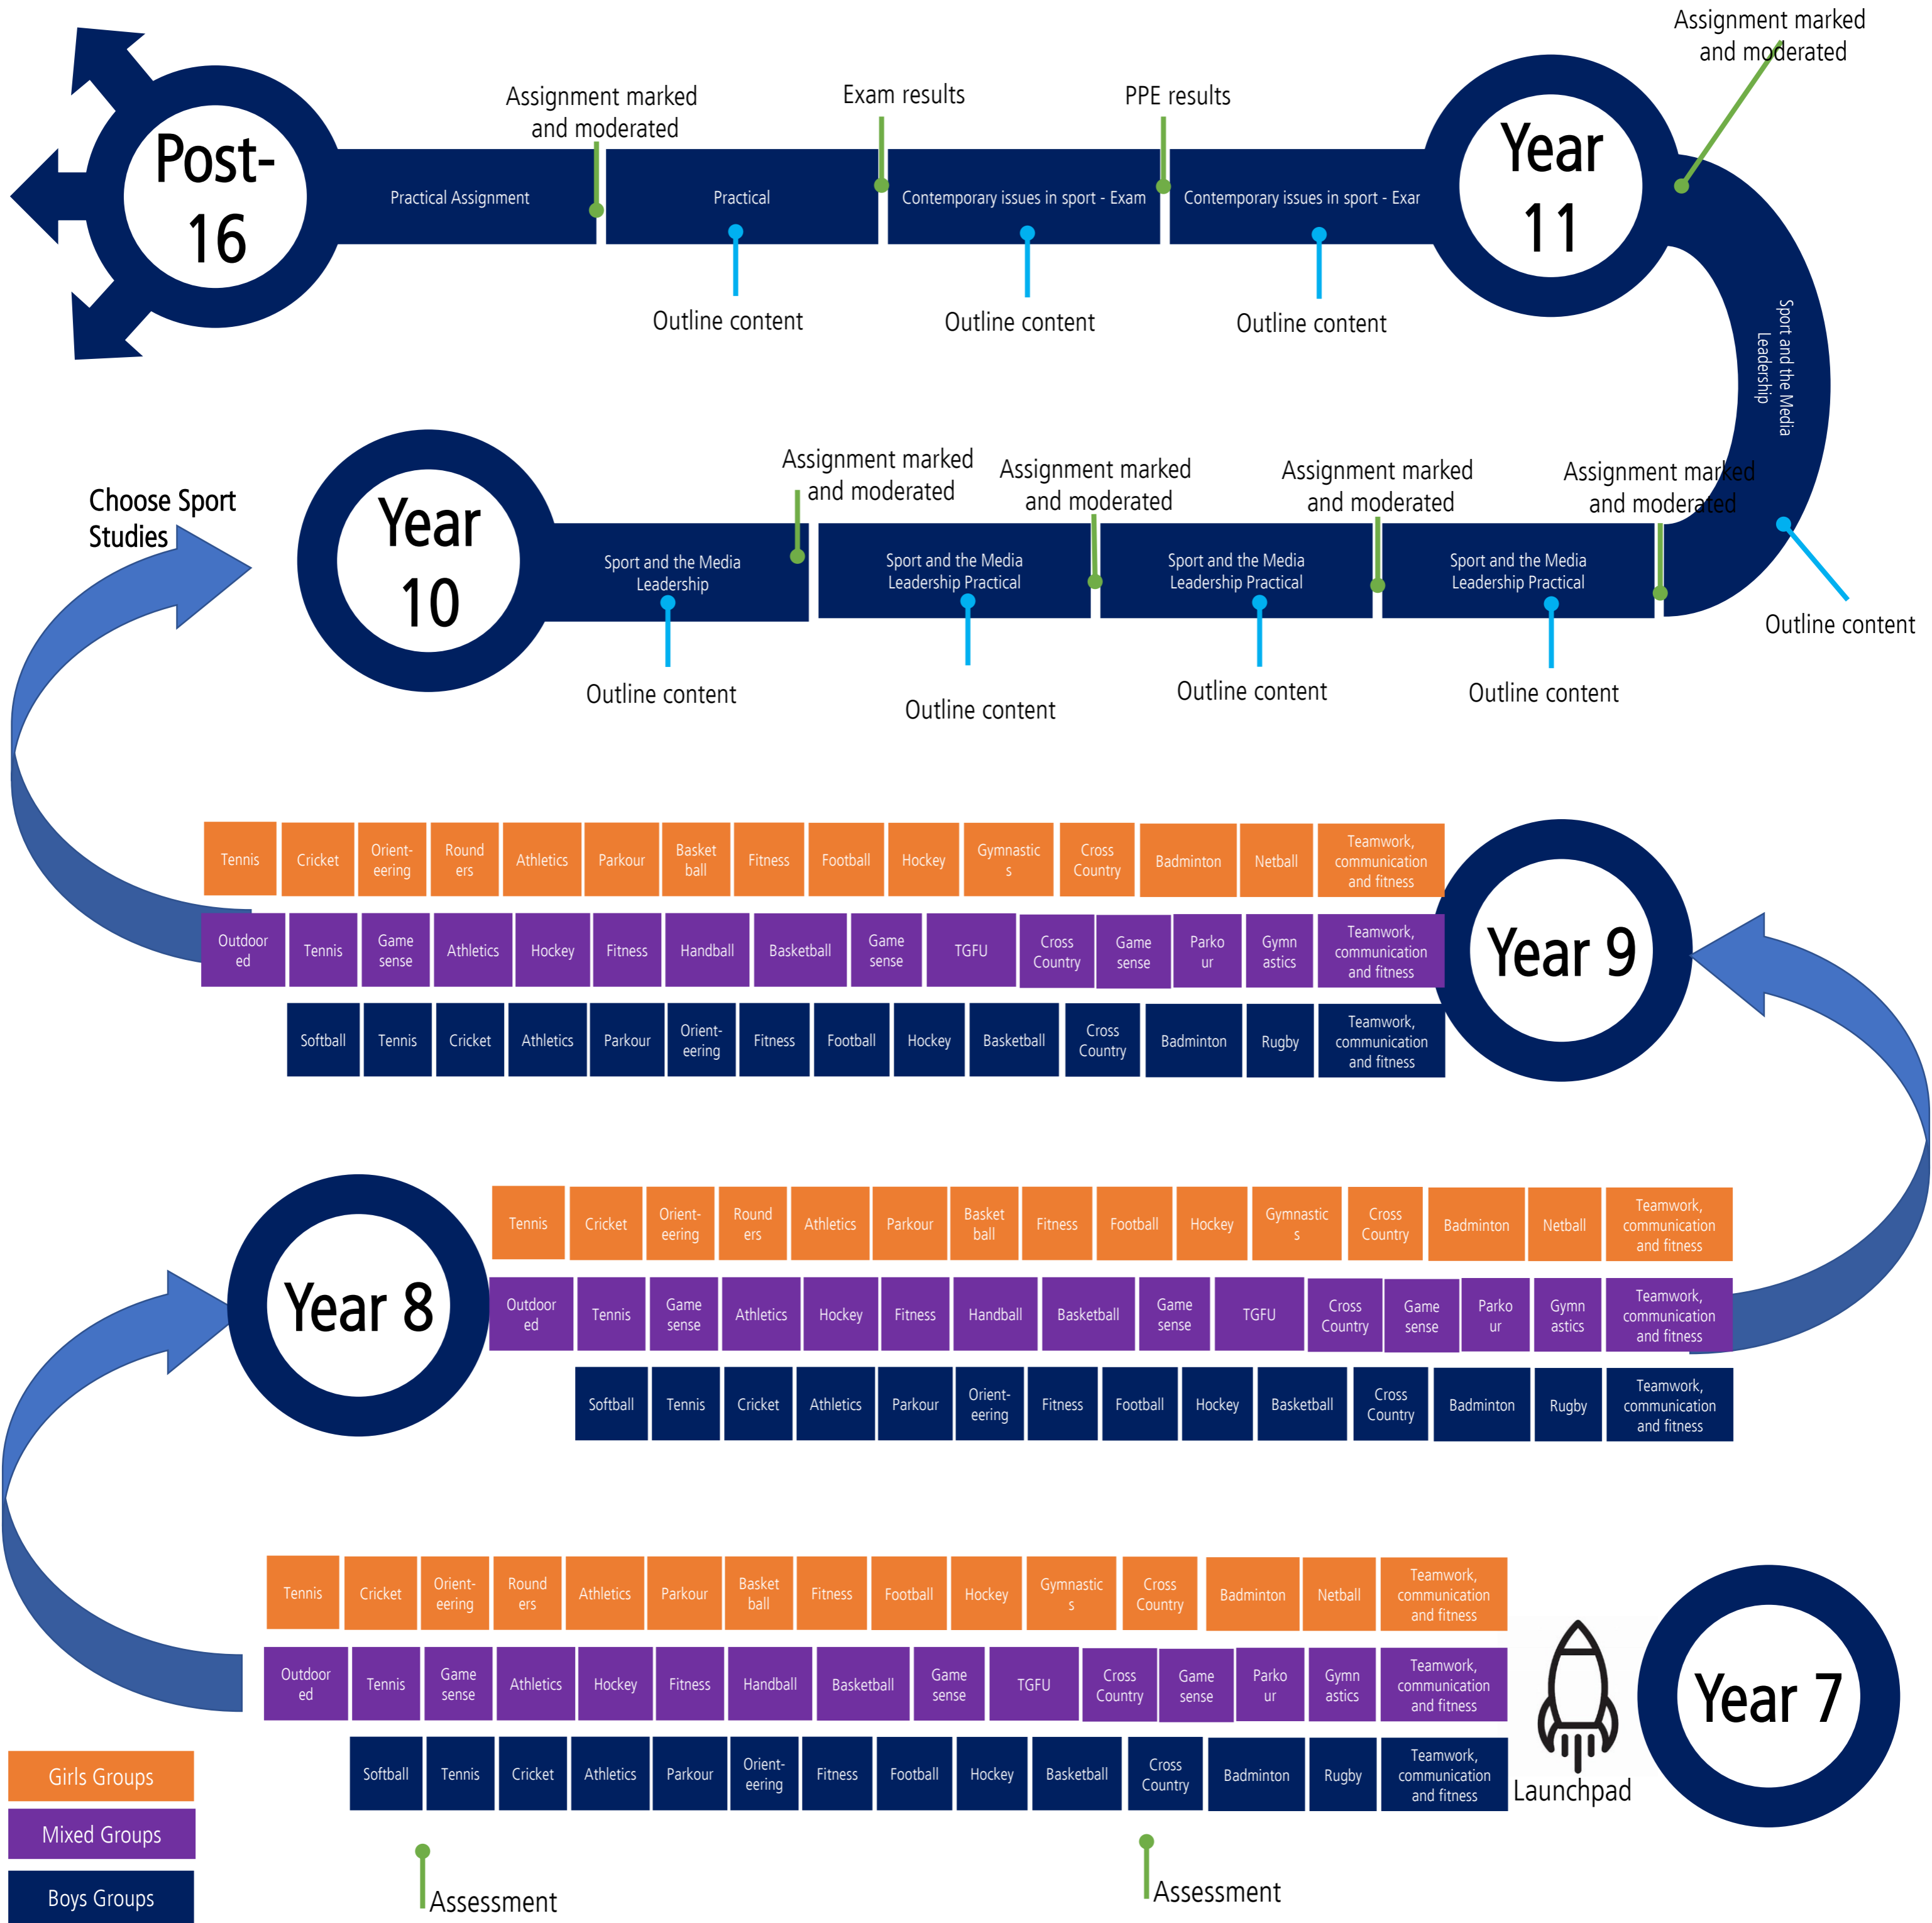 Assignment marked
and moderated
Assignment marked
and moderated
Exam results
PPE results
Post-
16
Practical Assignment
Practical
Contemporary issues in sport - Exam
Contemporary issues in sport - Exar
Year
11
Outline content
Outline content
Outline content
Sport and the Media
Leadership
Choose Sport
Studies
Year
10
Assignment marked
and moderated
Assignment marked
and moderated
Assignment marked
and moderated
Assignment marked
and moderated
Sport and the Media
Leadership
Sport and the Media
Leadership Practical
Sport and the Media
Leadership Practical
Sport and the Media
Leadership Practical
Outline content
Outline content
Outline content
Outline content
Outline content
Tennis
Cricket
Orient-
eering
Round
ers
Athletics
Parkour
Basket
ball
Fitness
Football
Hockey
Gymnastic
s
Cross
Country
Badminton
Netball
Teamwork,
communication
and fitness
Outdoor
ed
Tennis
Game
sense
Athletics
Hockey
Fitness
Handball
Basketball
Game
sense
TGFU
Cross
Country
Game
sense
Parko
ur
Gymn
astics
Teamwork,
communication
and fitness
Year 9
Softball
Tennis
Cricket
Athletics
Parkour
Orient-
eering
Fitness
Football
Hockey
Basketball
Cross
Country
Badminton
Rugby
Teamwork,
communication
and fitness
Tennis
Cricket
Orient-
eering
Round
ers
Athletics
Parkour
Basket
ball
Fitness
Football
Hockey
Gymnastic
s
Cross
Country
Badminton
Netball
Teamwork,
communication
and fitness
Year 8
Outdoor
ed
Tennis
Game
sense
Athletics
Hockey
Fitness
Handball
Basketball
Game
sense
TGFU
Cross
Country
Game
sense
Parko
ur
Gymn
astics
Teamwork,
communication
and fitness
Softball
Tennis
Cricket
Athletics
Parkour
Orient-
eering
Fitness
Football
Hockey
Basketball
Cross
Country
Badminton
Rugby
Teamwork,
communication
and fitness
Tennis
Cricket
Orient-
eering
Round
ers
Athletics
Parkour
Basket
ball
Fitness
Football
Hockey
Gymnastic
s
Cross
Country
Badminton
Netball
Teamwork,
communication
and fitness
Outdoor
ed
Tennis
Game
sense
Athletics
Hockey
Fitness
Handball
Basketball
Game
sense
TGFU
Cross
Country
Game
sense
Parko
ur
Gymn
astics
Teamwork,
communication
and fitness
Year 7
Softball
Tennis
Cricket
Athletics
Parkour
Orient-
eering
Fitness
Football
Hockey
Basketball
Cross
Country
Badminton
Rugby
Teamwork,
communication
and fitness
Launchpad
Girls Groups
Mixed Groups
Boys Groups
Assessment
Assessment